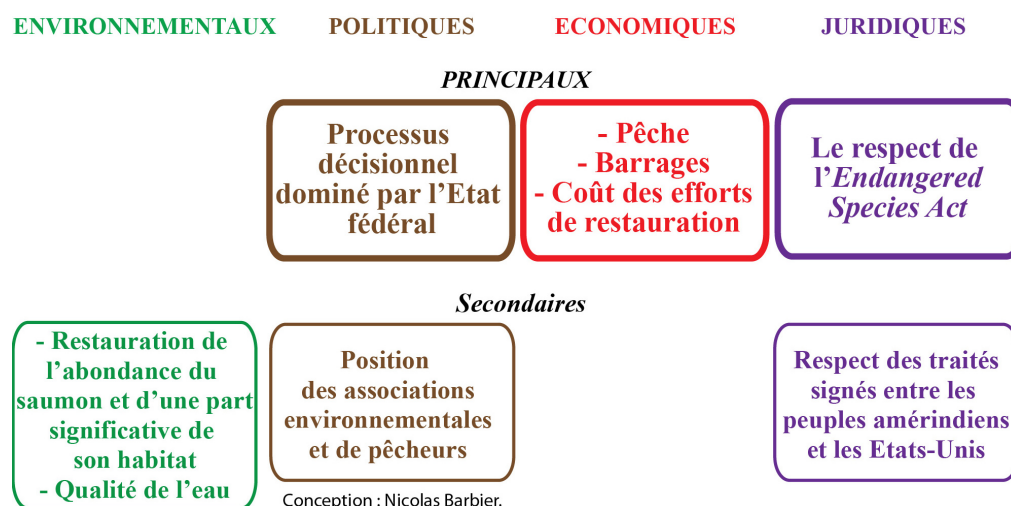 ENVIRONNEMENTAUX POLITIQUES ECONOMIQUES JURIDIQUES
PRINCIPAUX
Processus
décisionnel
dominé par l'Etat
fédéral
- Pêche
- Barrages
- Coût des efforts
de restauration
Le respect de
l'Endangered
Species Act
Secondaires
- Restauration de
l'abondance du
saumon et d'une part
significative de
son habitat
- Qualité de l'eau
Position
des associations
environnementales
et de pêcheurs
Respect des traités
signés entre les
peuples amérindiens
et les Etats-Unis
Conception : Nicolas Barbier.